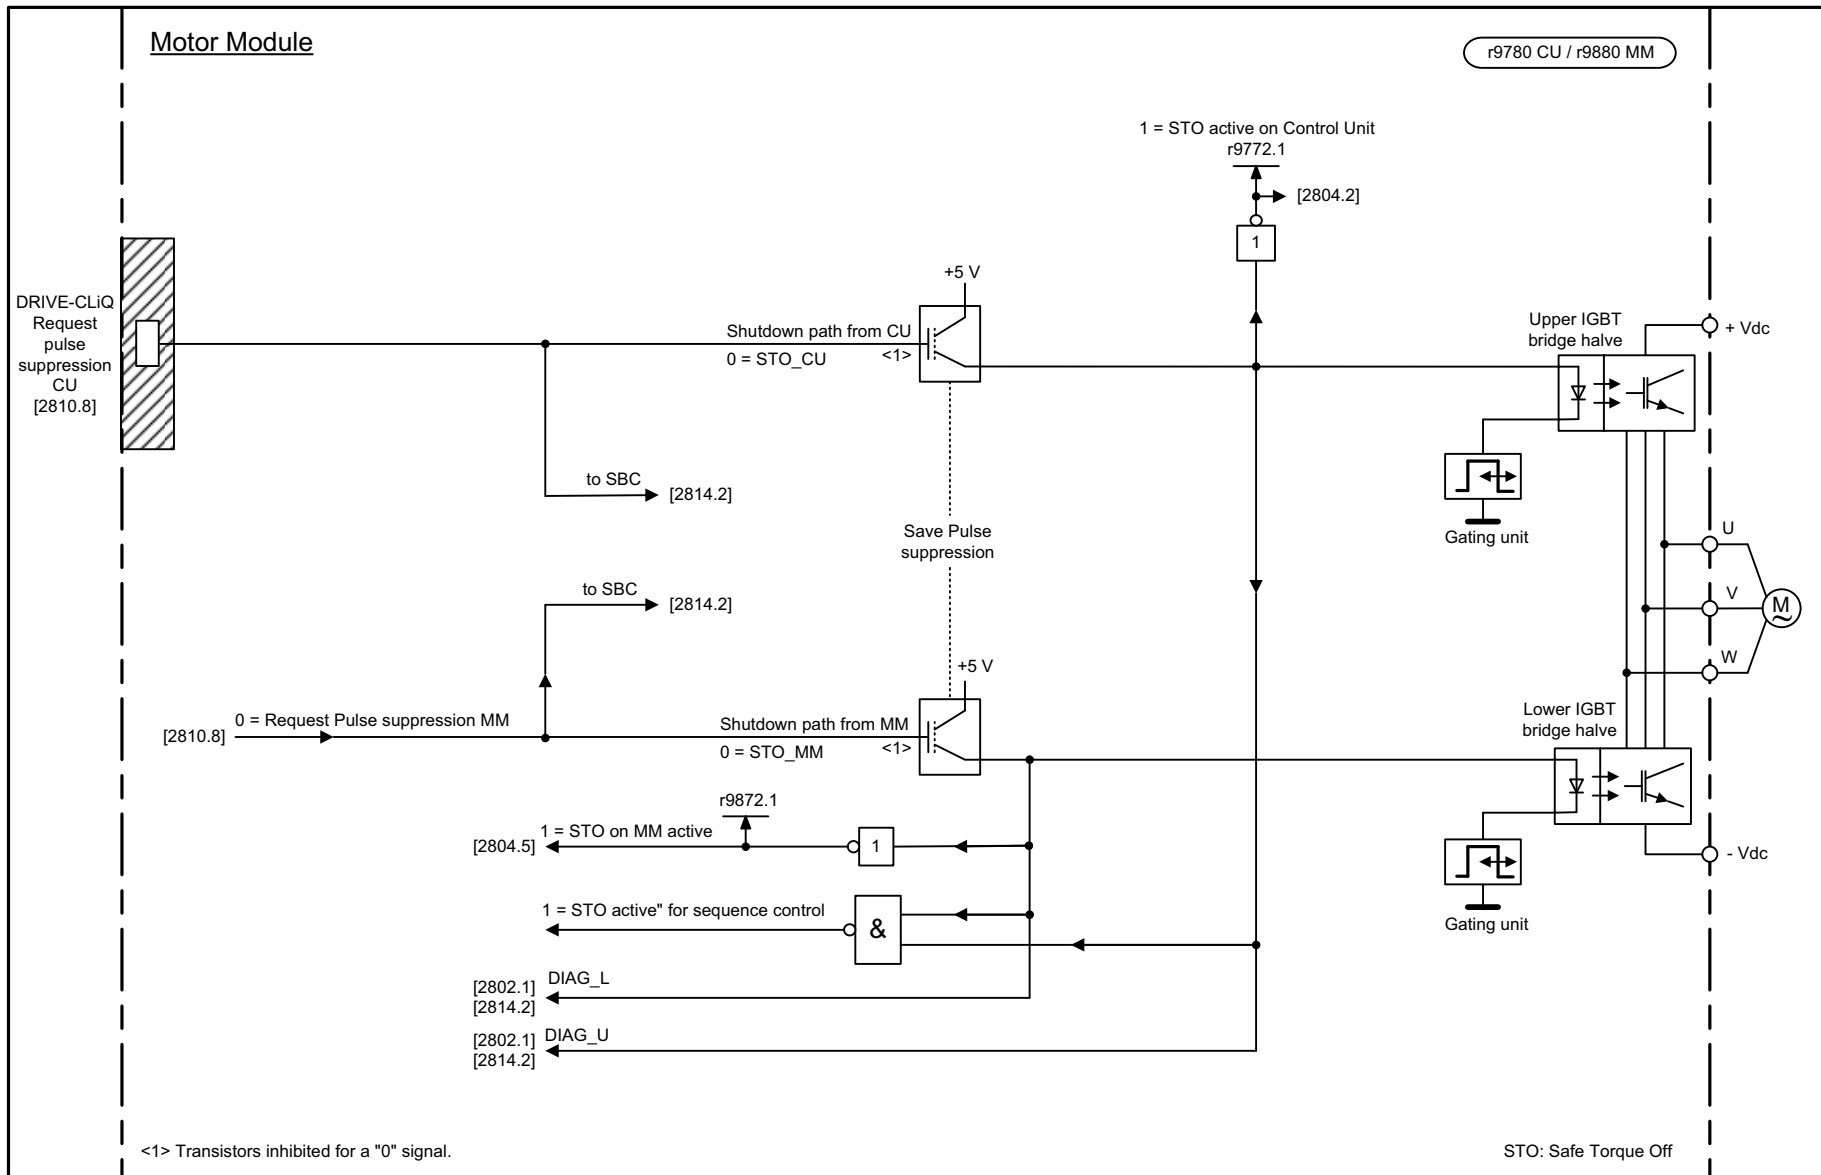 Motor Module
r9780 CU / r9880 MM
1 = STO active on Control Unit
r9772.1
[2804.2]
1
+5 V
DRIVE-CLiQ
Request
pulse
suppression
CU
[2810.8]
Shutdown path from CU
0 = STO_CU
<1>
Upper IGBT
bridge halve
+ Vdc
to SBC
[2814.2]
Gating unit
Save Pulse
suppression
U
V
W
M
~
to SBC
[2814.2]
+5 V
[2810.8]
0 = Request Pulse suppression MM
Shutdown path from MM
0 = STO_MM
<1>
Lower IGBT
bridge halve
r9872.1
[2804.5]
1 = STO on MM active
1
- Vdc
1 = STO active" for sequence control
&
Gating unit
[2802.1]
[2814.2]
DIAG_L
[2802.1]
[2814.2]
DIAG_U
<1> Transistors inhibited for a "0" signal.
STO: Safe Torque Off